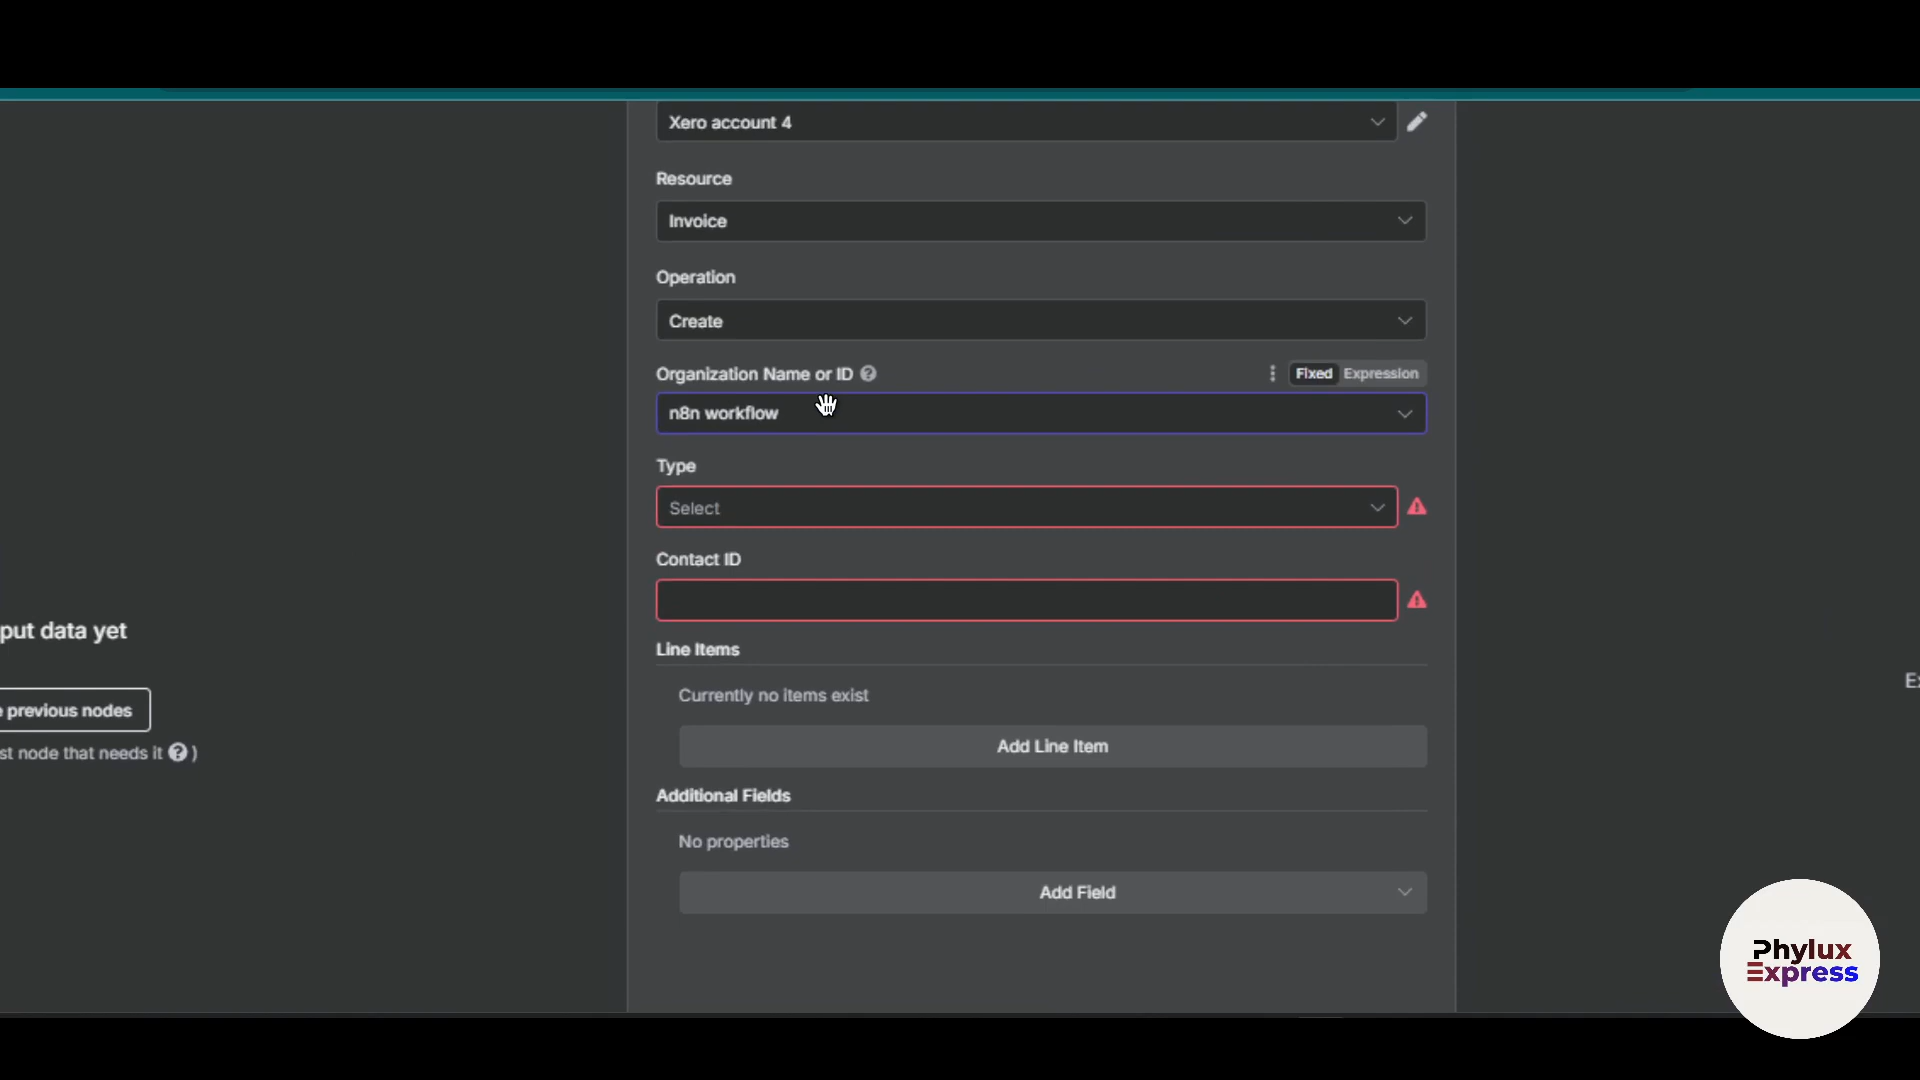 Xero account 4
Resource
Invoice
Operation
Create
Organization Name or ID
Fixed Expression
n8n workflow
Type
Select
Contact ID
put data yet
Line Items
Currently no items exist
previous nodes
Add Line Item
st node that needs it )
Additional Fields
No properties
Add Field
Phylux
Express